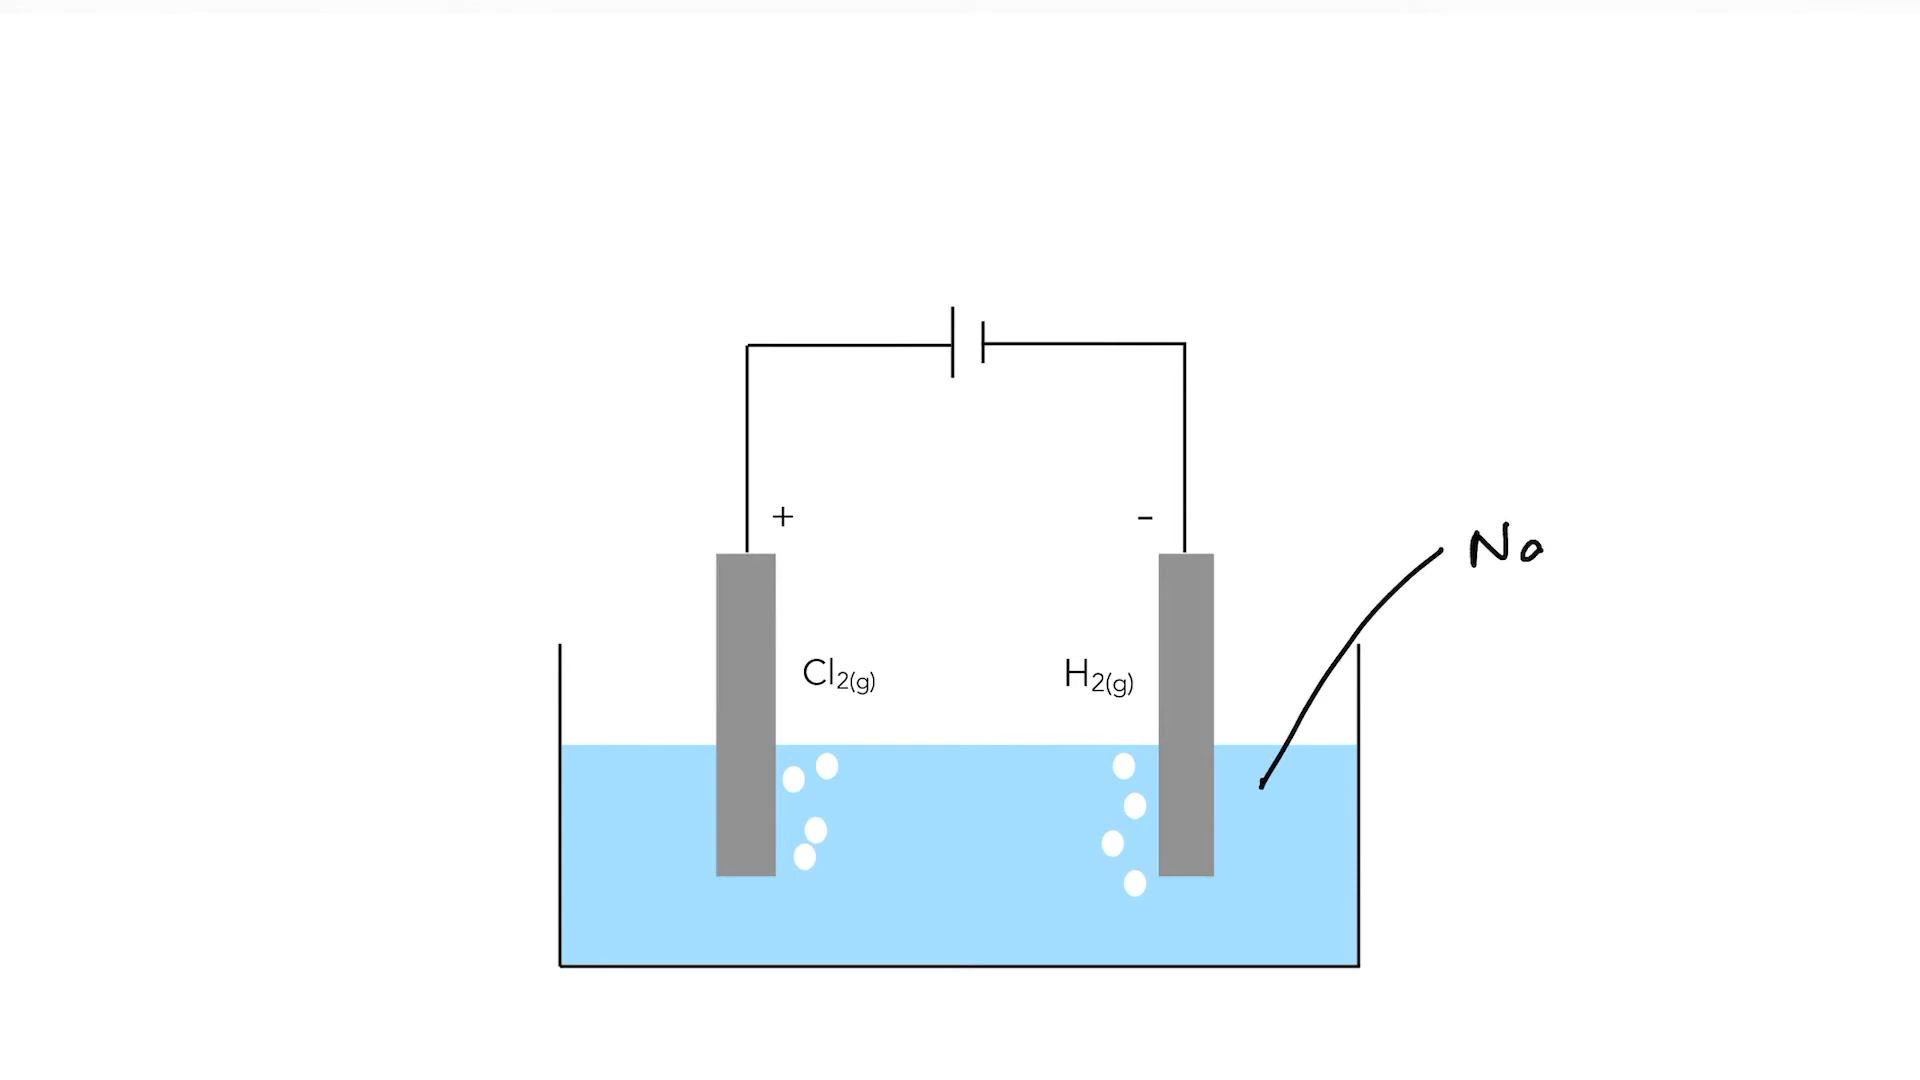 +
–
Na
Cl₂(g)
H₂(g)